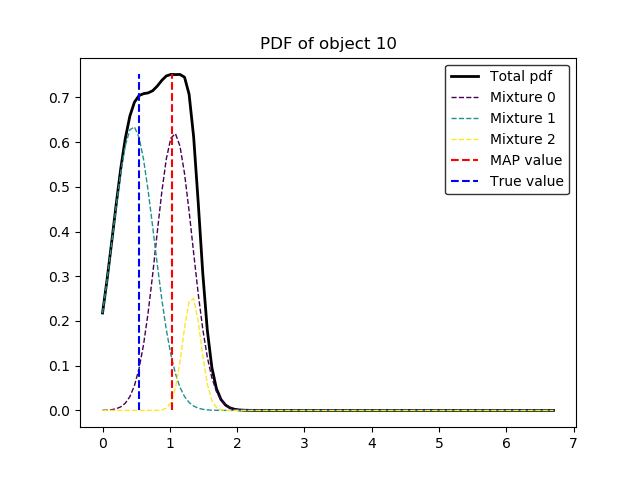 PDF of object 10
Total pdf
Mixture 0
Mixture 1
Mixture 2
MAP value
True value
0.7
0.6
0.5
0.4
0.3
0.2
0.1
0.0
0 1 2 3 4 5 6 7